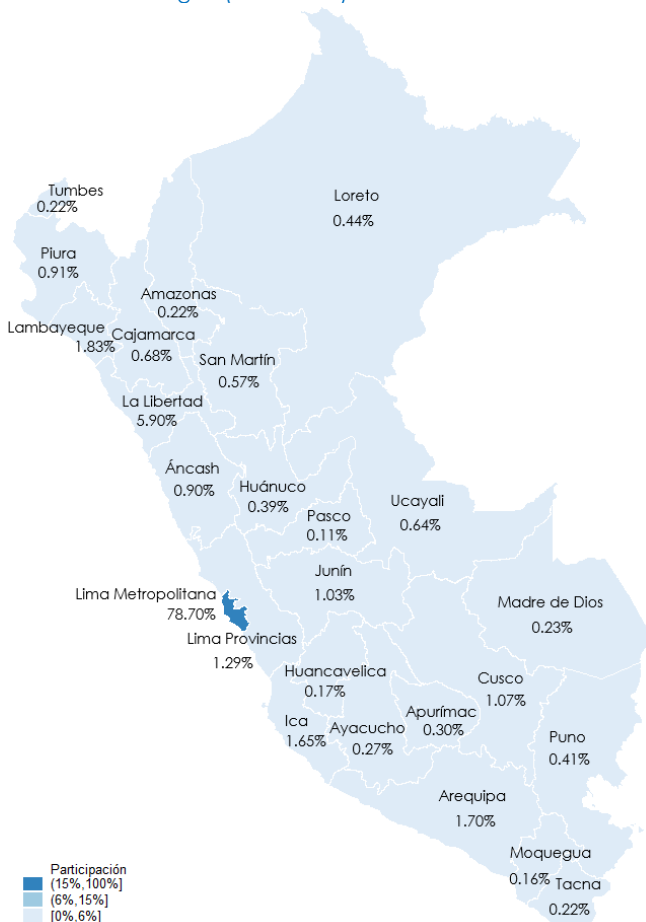 Tumbes
0.22%
Loreto
0.44%
Piura
0.91%
Amazonas
0.22%
Lambayeque
1.83%
Cajamarca
0.68%
San Martín
0.57%
La Libertad
5.90%
Áncash
0.90%
Huánuco
0.39%
Ucayali
0.64%
Pasco
0.11%
Junín
1.03%
Lima Metropolitana
78.70%
Madre de Dios
0.23%
Lima Provincias
1.29%
Huancavelica
0.17%
Cusco
1.07%
Apurímac
0.30%
Ica
1.65%
Ayacucho
0.27%
Puno
0.41%
Arequipa
1.70%
Moquegua
0.16%
Tacna
0.22%
Participación
(15%,100%]
(6%,15%]
[0%,6%]